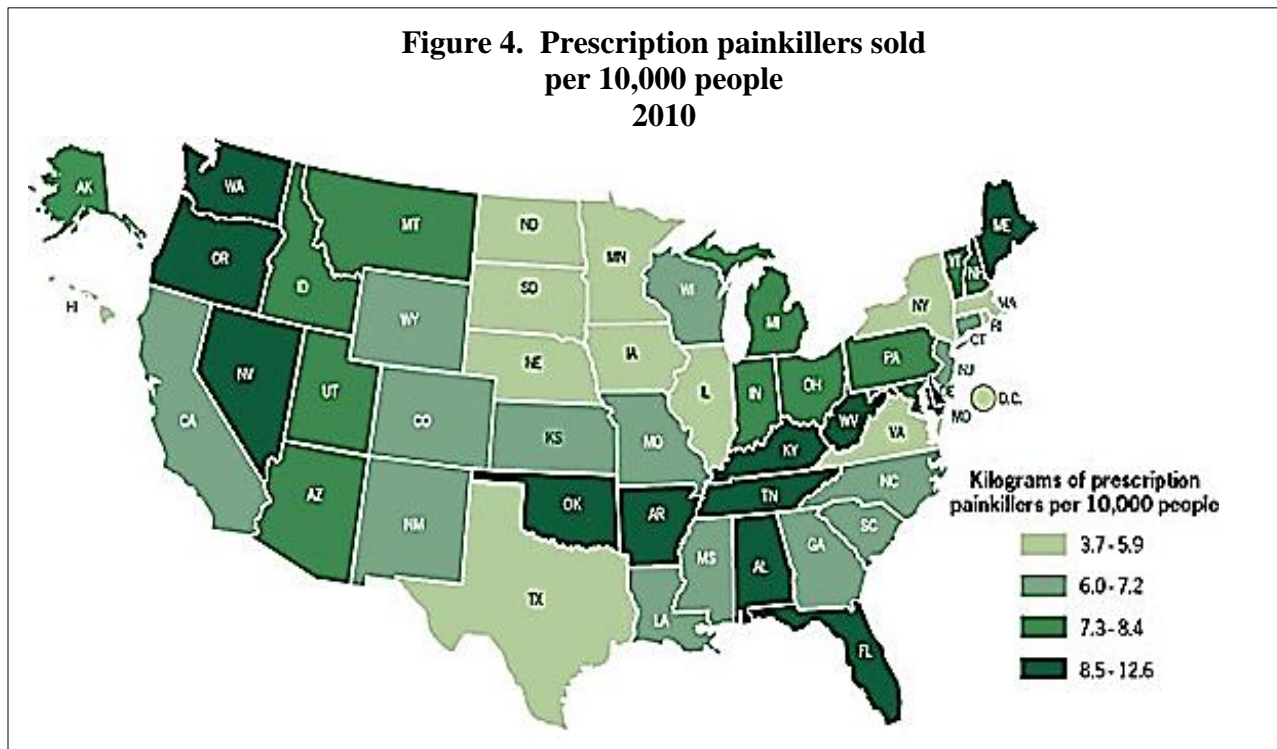 Figure 4. Prescription painkillers sold
per 10,000 people
2010
AK
WA
MT
ND
MN
ME
OR
ID
SD
WI
VT
NH
HI
WY
MI
NY
MA
RI
CT
NE
IA
PA
NJ
NV
UT
IL
IN
OH
D.C.
CA
CO
KS
MO
WV
VA
MD
KY
AZ
NM
OK
AR
TN
NC
SC
MS
AL
GA
TX
LA
FL
Kilograms of prescription
painkillers per 10,000 people
3.7-5.9
6.0-7.2
7.3-8.4
8.5-12.6